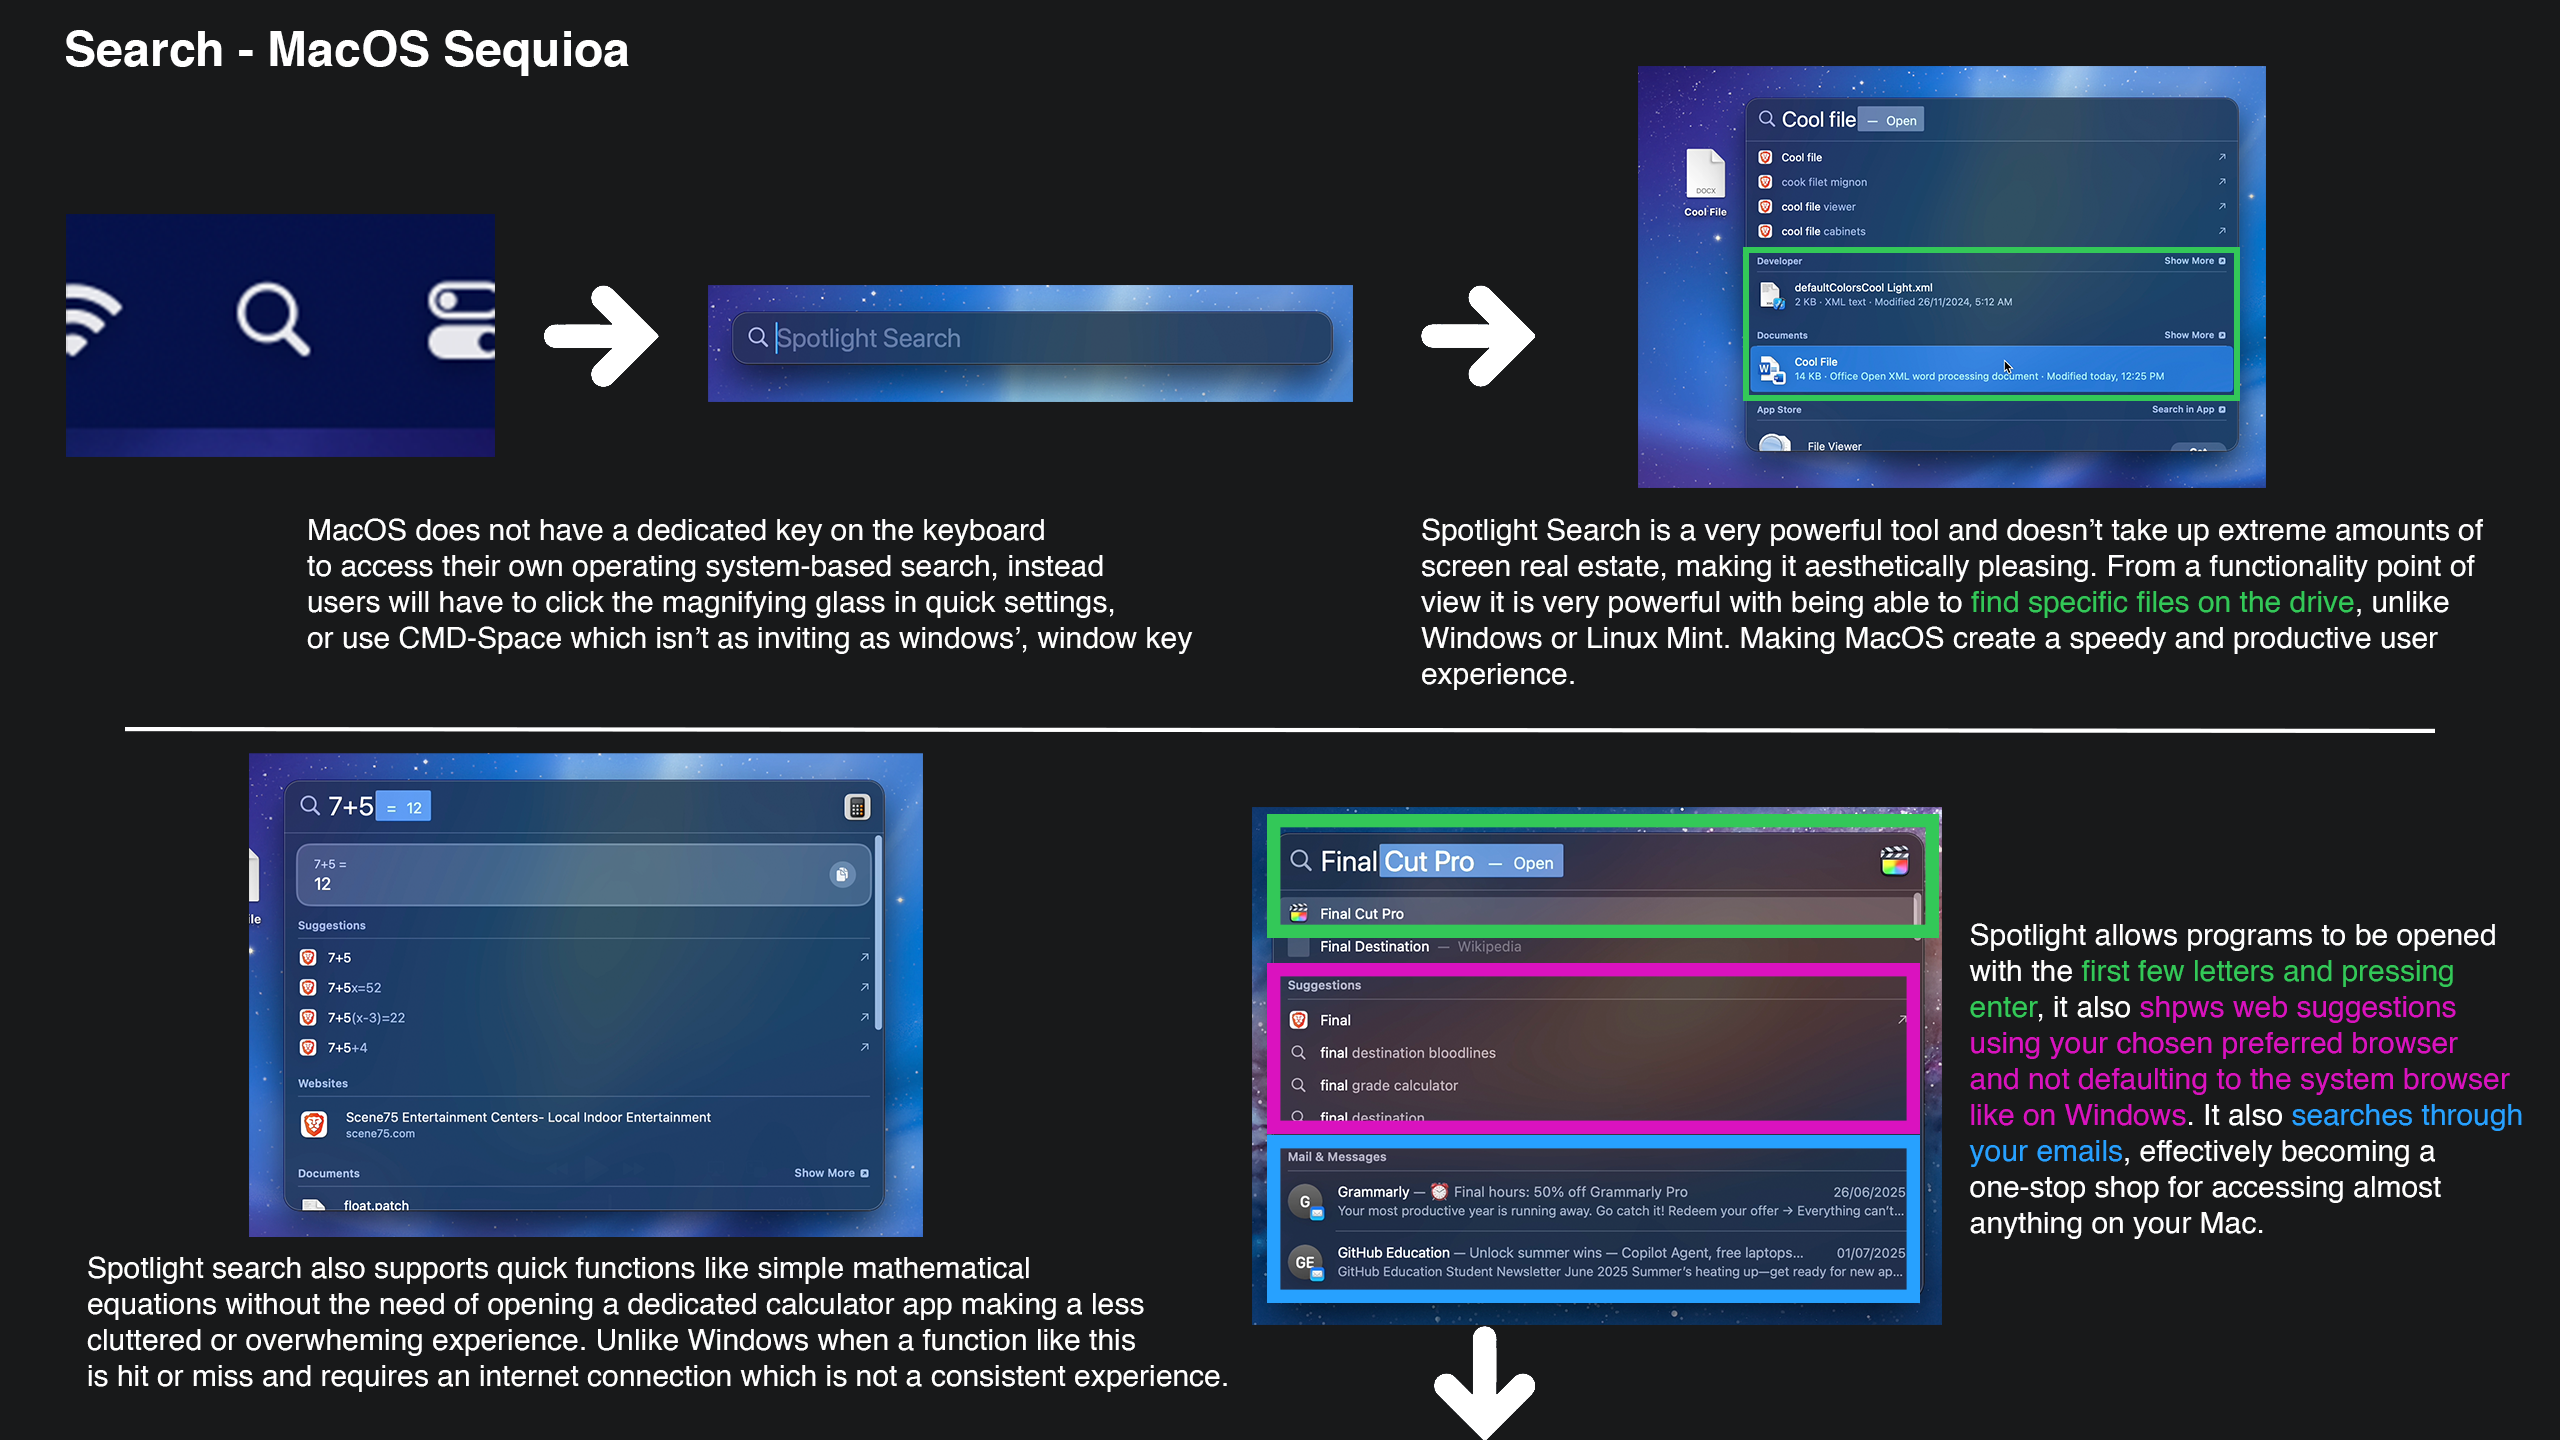 Search - MacOS Sequioa
Cool file — Open
Cool file
cook filet mignon
cool file viewer
cool file cabinets
DOCX
Cool File
Developer Show More
defaultColorsCool Light.xml
2 KB · XML text · Modified 26/11/2024, 5:12 AM
Documents Show More
Cool File
14 KB · Office Open XML word processing document · Modified today, 12:25 PM
App Store Search in App
File Viewer
Spotlight Search
MacOS does not have a dedicated key on the keyboard
to access their own operating system-based search, instead
users will have to click the magnifying glass in quick settings,
or use CMD-Space which isn’t as inviting as windows’, window key
Spotlight Search is a very powerful tool and doesn’t take up extreme amounts of
screen real estate, making it aesthetically pleasing. From a functionality point of
view it is very powerful with being able to find specific files on the drive, unlike
Windows or Linux Mint. Making MacOS create a speedy and productive user
experience.
7+5 = 12
7+5 =
12
ile
Suggestions
7+5
7+5x=52
7+5(x-3)=22
7+5+4
Websites
Scene75 Entertainment Centers- Local Indoor Entertainment
scene75.com
Documents Show More
float.patch
Spotlight search also supports quick functions like simple mathematical
equations without the need of opening a dedicated calculator app making a less
cluttered or overwheming experience. Unlike Windows when a function like this
is hit or miss and requires an internet connection which is not a consistent experience.
Final Cut Pro — Open
Final Cut Pro
Final Destination — Wikipedia
Suggestions
Final
final destination bloodlines
final grade calculator
final destination
Mail & Messages
G Grammarly — ⏰ Final hours: 50% off Grammarly Pro 26/06/2025
Your most productive year is running away. Go catch it! Redeem your offer → Everything can't...
GE GitHub Education — Unlock summer wins — Copilot Agent, free laptops... 01/07/2025
GitHub Education Student Newsletter June 2025 Summer's heating up—get ready for new ap...
Spotlight allows programs to be opened
with the first few letters and pressing
enter, it also shpws web suggestions
using your chosen preferred browser
and not defaulting to the system browser
like on Windows. It also searches through
your emails, effectively becoming a
one-stop shop for accessing almost
anything on your Mac.